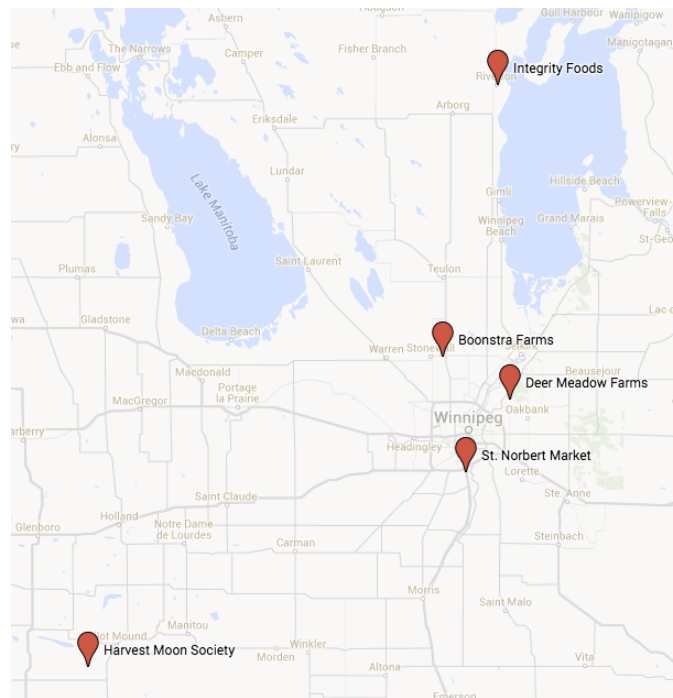 Ashern
Hodgson
Gull Harbour
Wanipigow
The Narrows
Camper
Fisher Branch
Manigotagan
Ebb and Flow
Integrity Foods
Riverton
Arborg
Eriksdale
Alonsa
Lundar
Hillside Beach
Gimli
Powerview-
Falls
Lake Manitoba
Sandy Bay
Winnipeg
Beach
Grand Marais
St-Geo
Saint Laurent
Plumas
Teulon
Lac
Gladstone
Delta Beach
Boonstra Farms
Warren
Selkirk
Macdonald
Beausejour
Deer Meadow Farms
Portage
la Prairie
MacGregor
Oakbank
Winnipeg
Headingley
St. Norbert Market
Lorette
Saint Claude
Ste. Anne
Holland
Glenboro
Notre Dame
de Lourdes
Steinbach
Carman
Morris
Saint Malo
Manitou
Harvest Moon Society
Winkler
Morden
Altona
Vita
Emerson